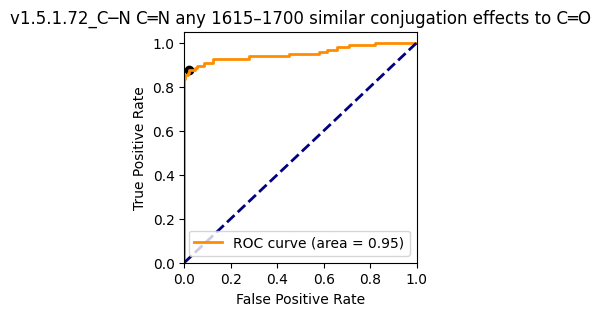 v1.5.1.72_C─N C═N any 1615–1700 similar conjugation effects to C═O
1.0
0.8
0.6
0.4
0.2
0.0
True Positive Rate
ROC curve (area = 0.95)
0.0 0.2 0.4 0.6 0.8 1.0
False Positive Rate